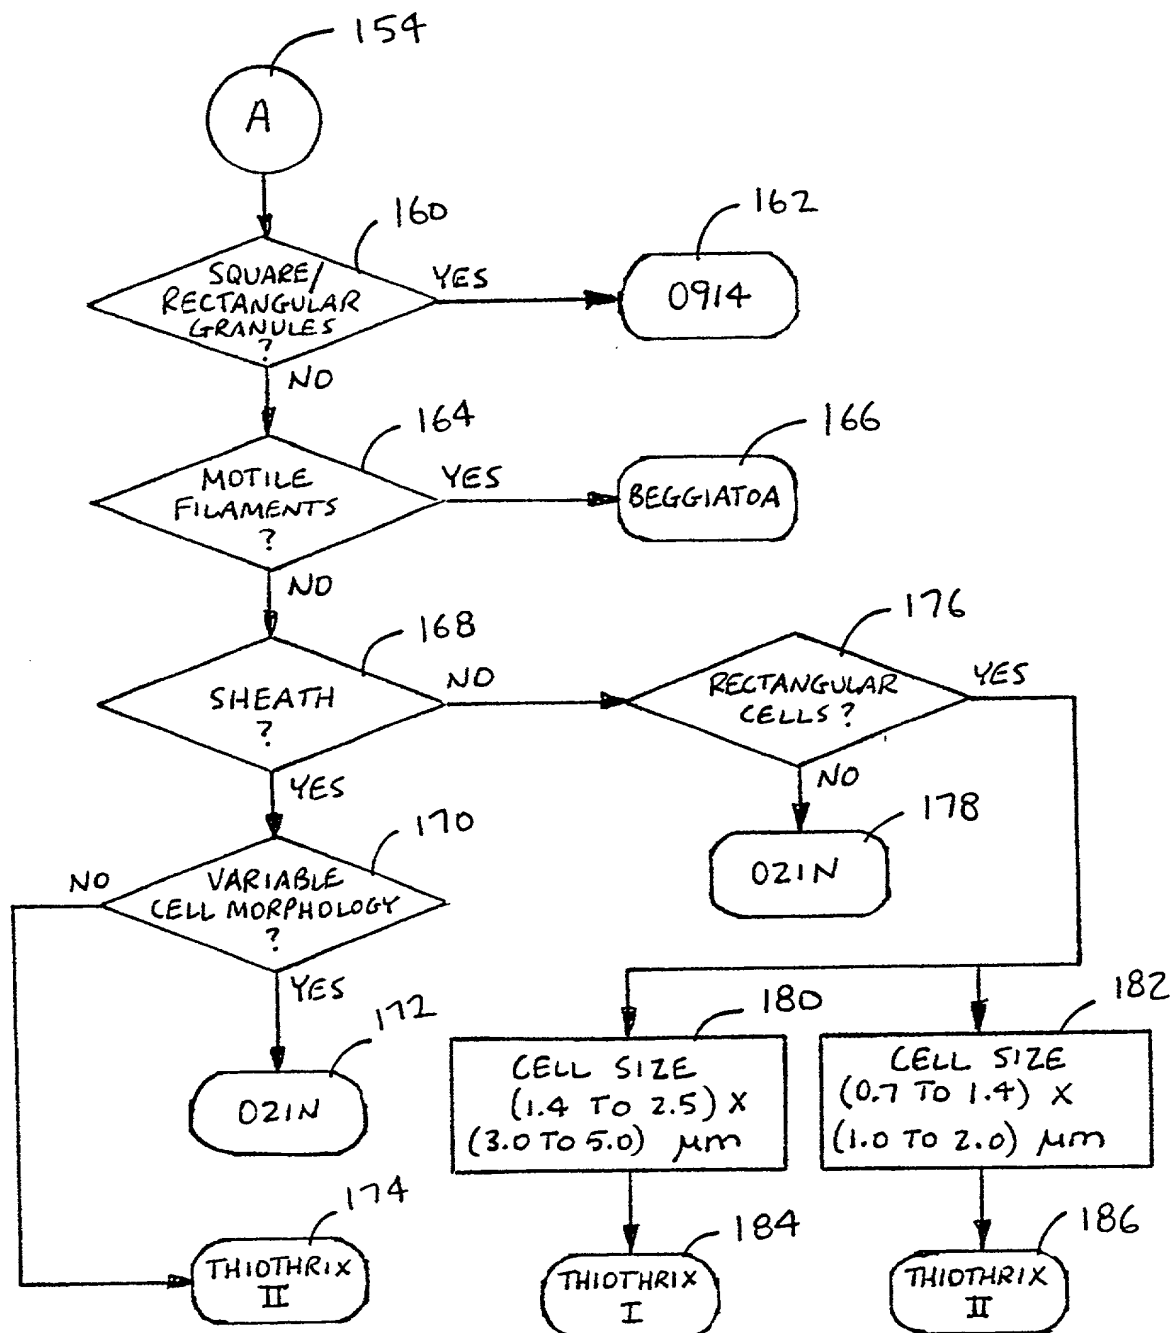 154
A
160
SQUARE/
RECTANGULAR
GRANULES
?
YES
162
0914
NO
164
MOTILE
FILAMENTS
?
YES
166
BEGGIATOA
NO
168
SHEATH
?
NO
176
RECTANGULAR
CELLS?
YES
NO
178
021N
YES
170
VARIABLE
CELL MORPHOLOGY
?
NO
YES
172
021N
174
THIOTHRIX
II
180
CELL SIZE
(1.4 TO 2.5) X
(3.0 TO 5.0) μm
182
CELL SIZE
(0.7 TO 1.4) X
(1.0 TO 2.0) μm
184
THIOTHRIX
I
186
THIOTHRIX
II